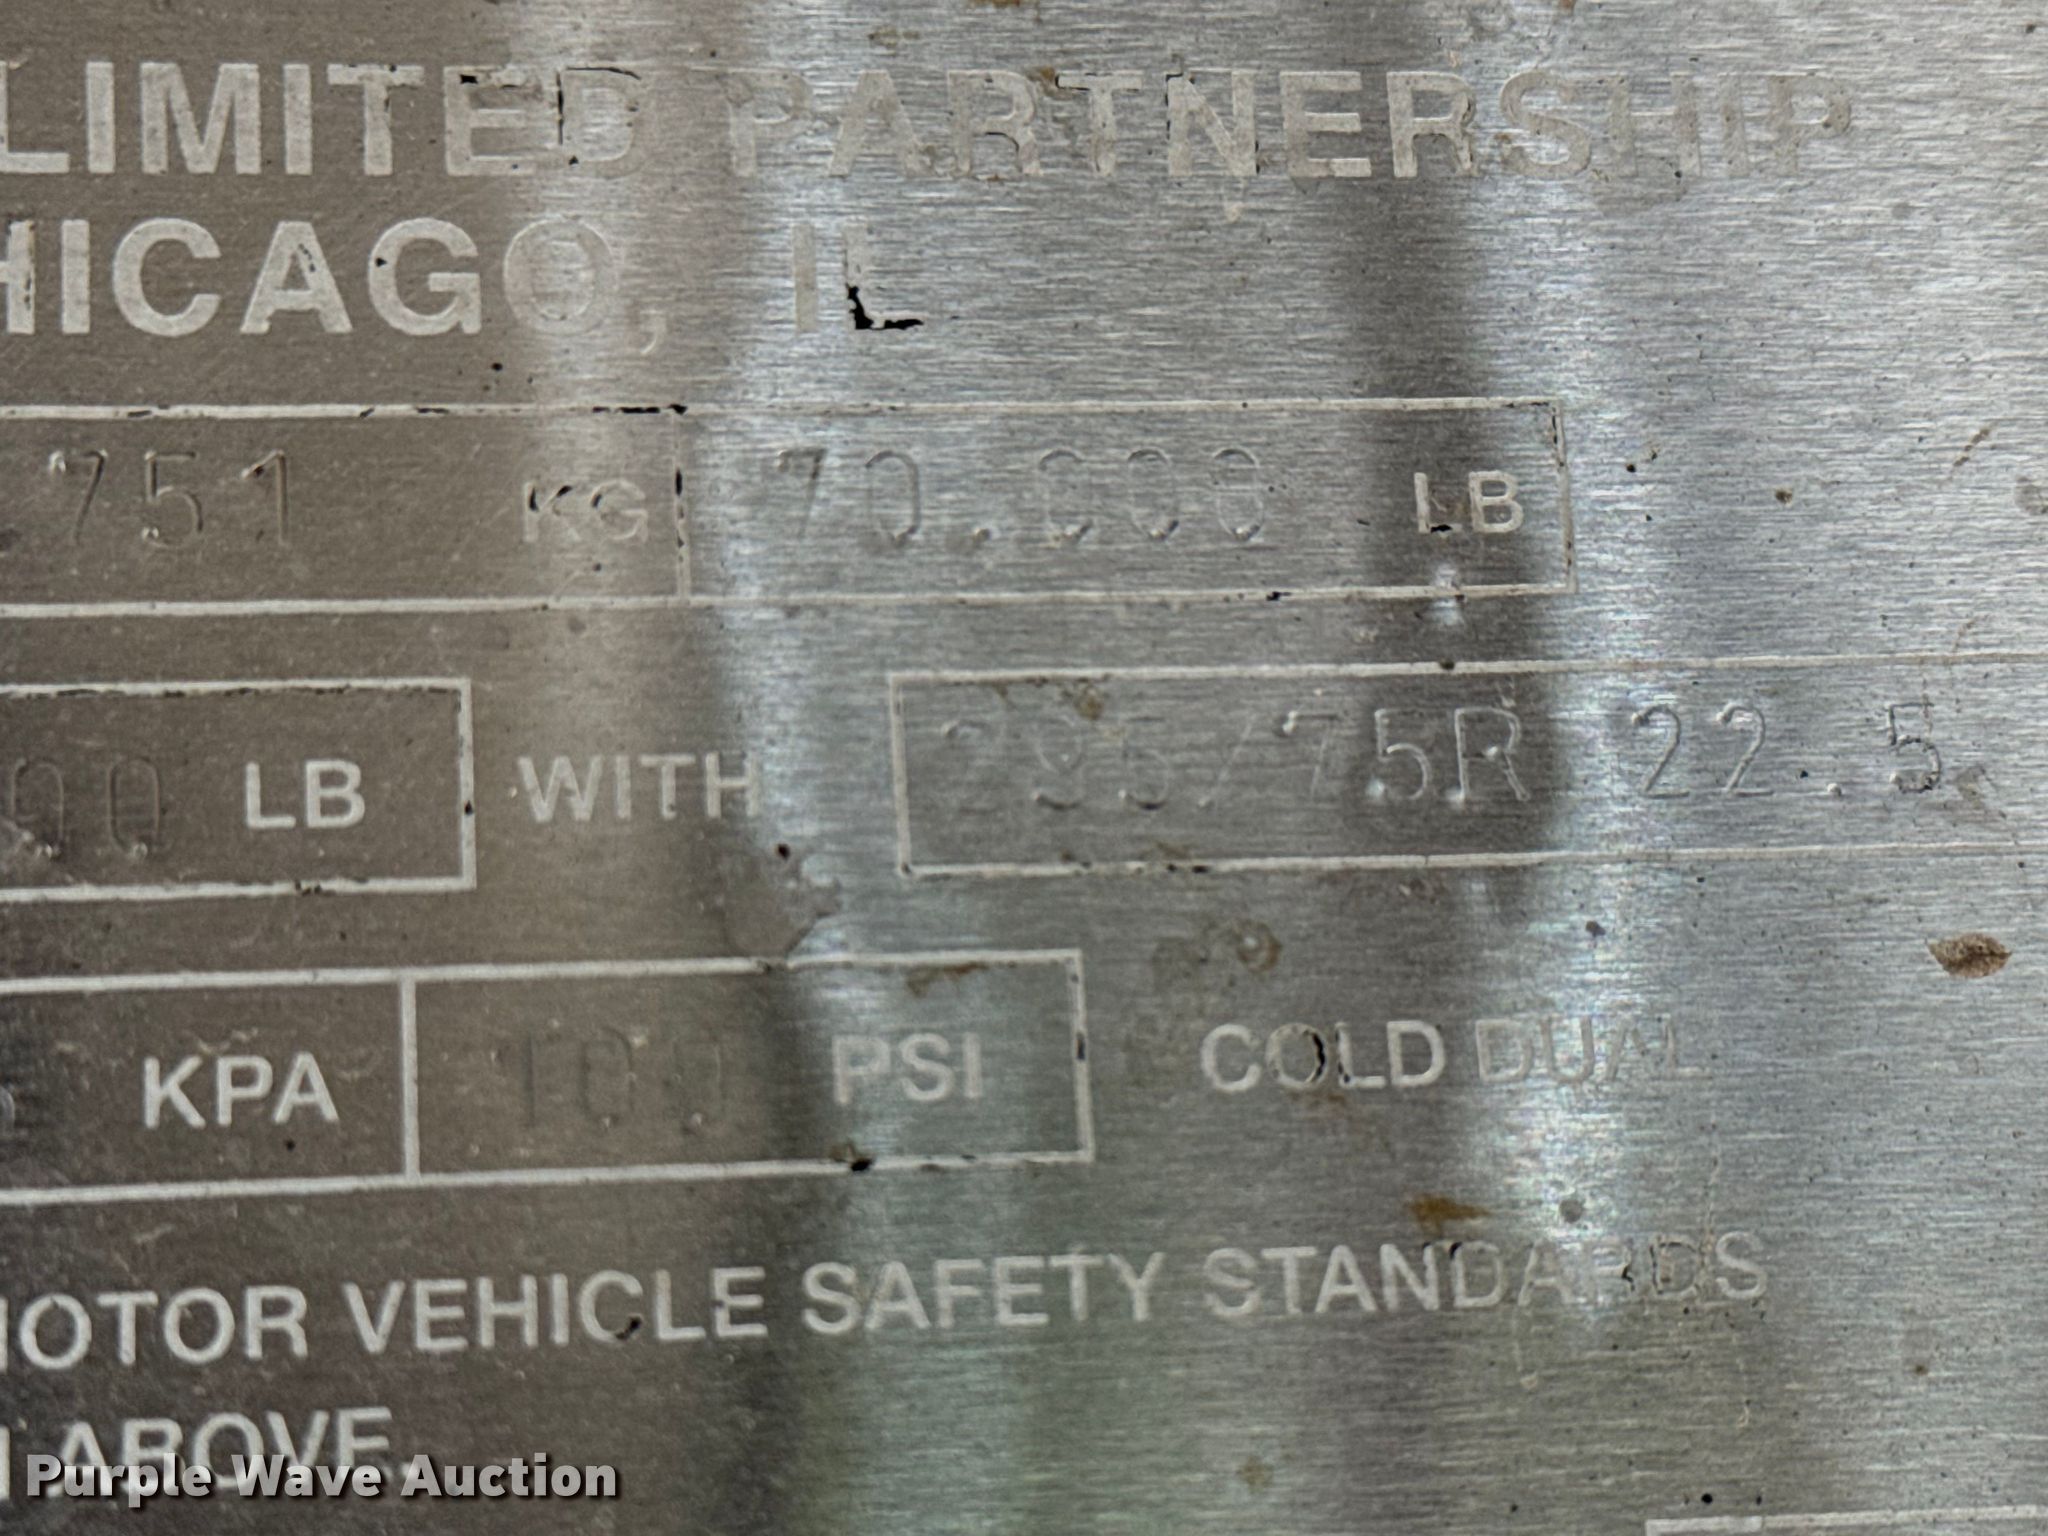 LIMITED PARTNERSHIP
HICAGO, IL
751 KG 70,000 LB
00 LB WITH 295/75R 22.5
KPA 100 PSI COLD DUAL
MOTOR VEHICLE SAFETY STANDARDS
ABOVE.
Purple Wave Auction